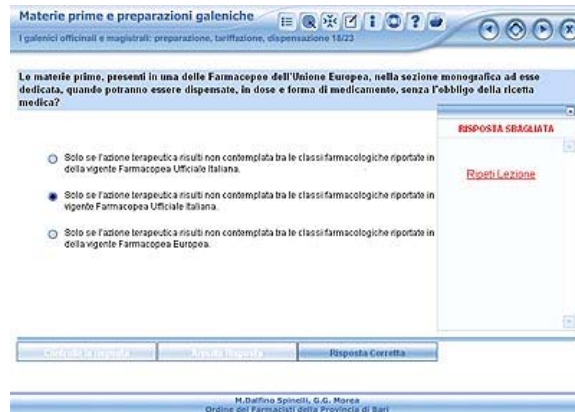 Materie prime e preparazioni galeniche
I galenici officinali e magistrali: preparazione, tariffazione, dispensazione 18/23
Le materie prime, presenti in una delle Farmacopee dell'Unione Europea, nella sezione monografica ad esse
dedicata, quando potranno essere dispensate, in dose e forma di medicamento, senza l'obbligo della ricetta
medica?
RISPOSTA SBAGLIATA
Ripeti Lezione
Solo se l'azione terapeutica risulti non contemplata tra le classi farmacologiche riportate in
della vigente Farmacopea Ufficiale Italiana.
Solo se l'azione terapeutica risulti non contemplata tra le classi farmacologiche riportate in
vigente Farmacopea Ufficiale Italiana.
Solo se l'azione terapeutica risulti non contemplata tra le classi farmacologiche riportate in
della vigente Farmacopea Europea.
Risposta Corretta
M.Dalfino Spinelli, G.G. Morea
Ordine dei Farmacisti della Provincia di Bari